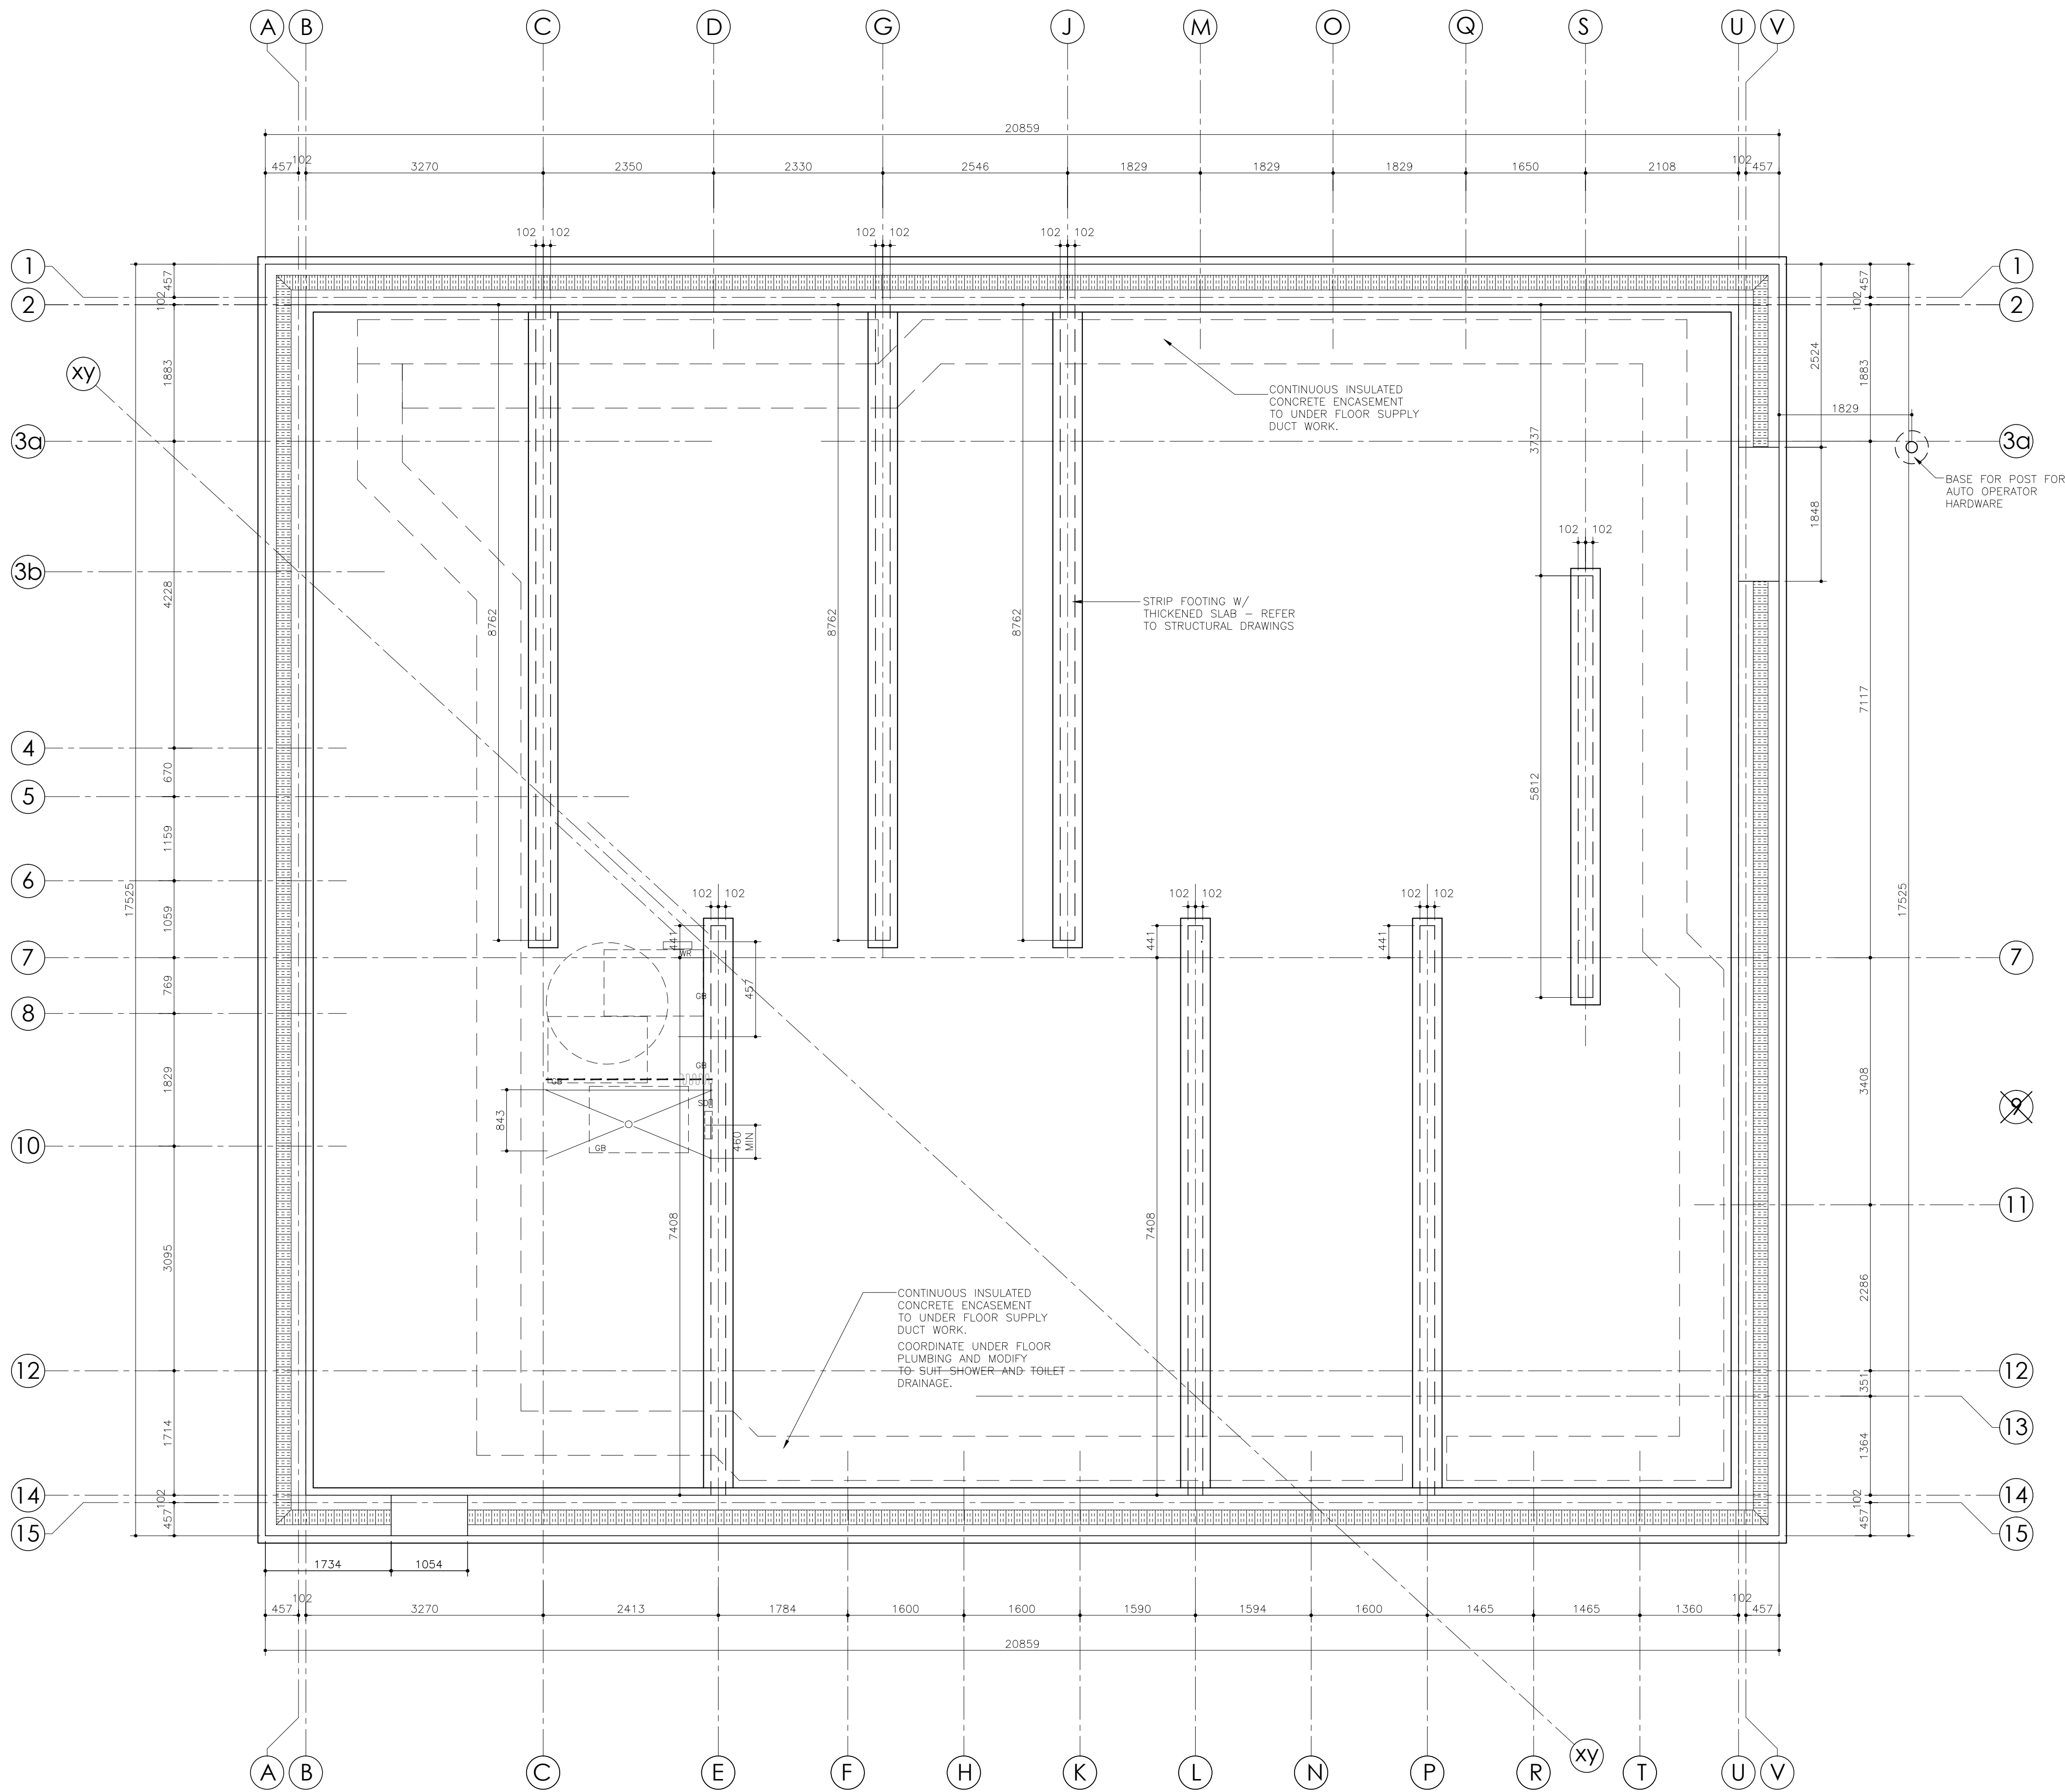 A B C D G J M O Q S U V
20859
457 102 3270 2350 2330 2546 1829 1829 1829 1650 2108 102 457
102 102 102 102 102 102
1 457 457 1
2 102 102 2
xy
1883 2524 1883
CONTINUOUS INSULATED
CONCRETE ENCASEMENT
TO UNDER FLOOR SUPPLY
DUCT WORK.
1829
3a 3737 3a
BASE FOR POST FOR
AUTO OPERATOR
HARDWARE
1848
102 102
3b
4228
8762 8762 8762
STRIP FOOTING W/
THICKENED SLAB – REFER
TO STRUCTURAL DRAWINGS
7117
4
670
5
5812
1159
6
17525 17525
102 102 102 102 102 102
1059 441 441 441
WR
7 7
769 457
GB
8
GB
GB
1829 3408 9
SD
843
460
MIN
GB
10
11
7408 7408
3095 2286
CONTINUOUS INSULATED
CONCRETE ENCASEMENT
TO UNDER FLOOR SUPPLY
DUCT WORK.
COORDINATE UNDER FLOOR
PLUMBING AND MODIFY
TO SUIT SHOWER AND TOILET
DRAINAGE.
12 12
351
13
1714 1364
14 102 102 14
15 457 457 15
1734 1054
457 102 3270 2413 1784 1600 1600 1590 1594 1600 1465 1465 1360 102 457
20859
xy
A B C E F H K L N P R T U V